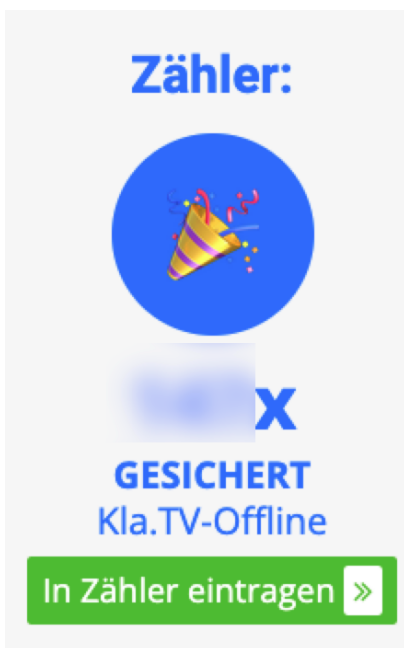 Zähler:
x
GESICHERT
Kla.TV-Offline
In Zähler eintragen »